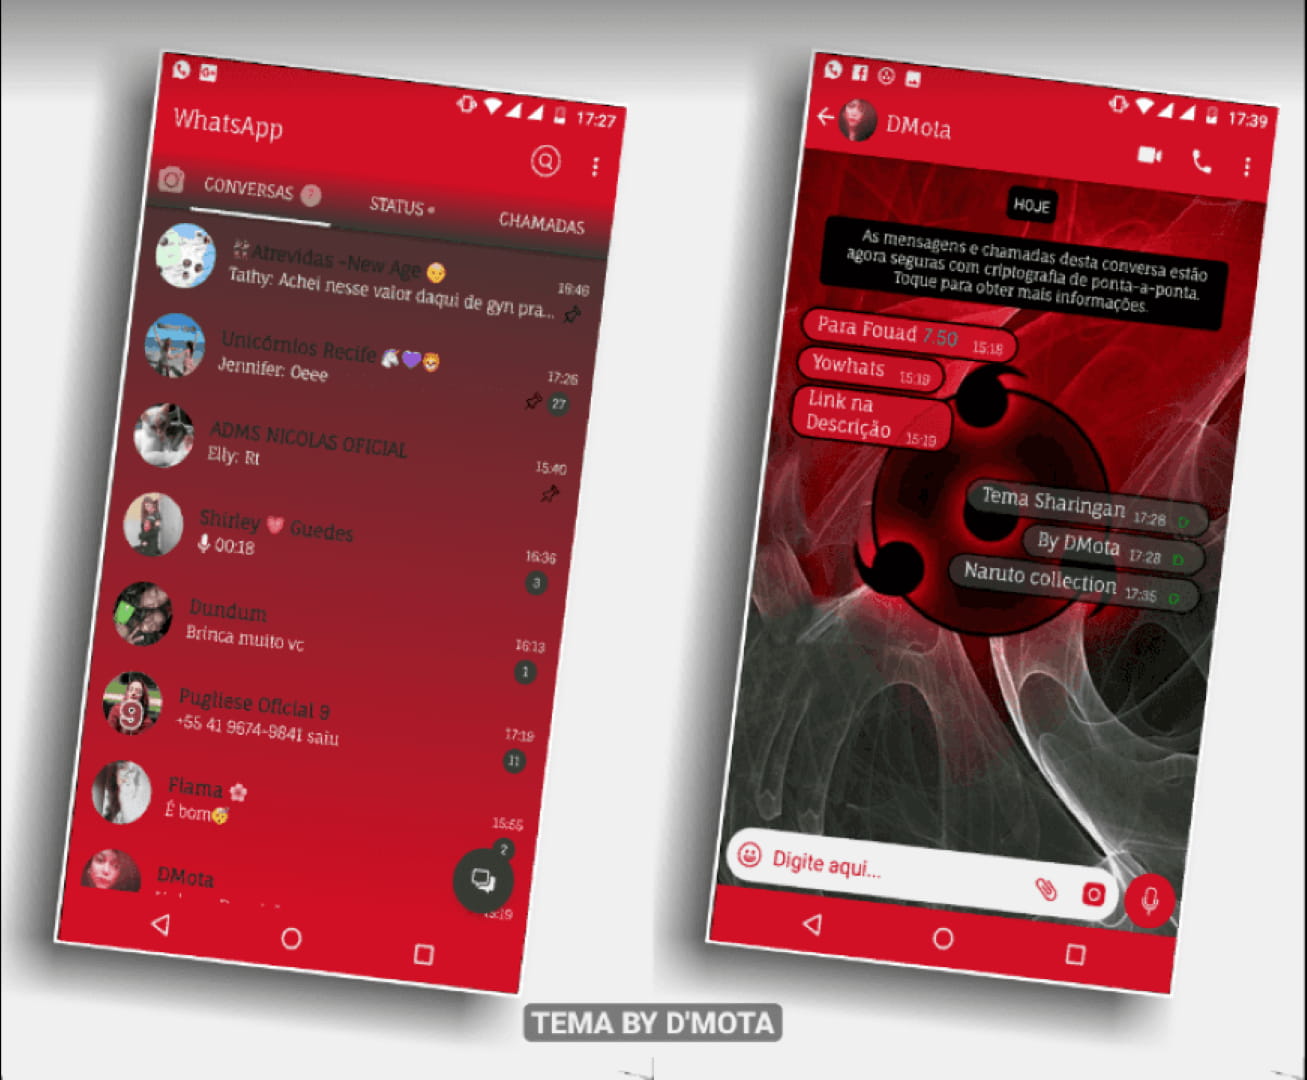 17:27
WhatsApp
CONVERSAS 7
STATUS
CHAMADAS
Atrevidas -New Age
16:46
Tathy: Achei nesse valor daqui de gyn pra...
Unicórnios Recife
17:26
Jennifer: Oeee
27
ADMS NICOLAS OFICIAL
15:40
Elly: Rt
Shirley Guedes
16:36
00:18
3
Dundum
16:13
Brinca muito vc
1
Pugliese Oficial 9
17:19
+55 41 9674-9841 saiu
11
Flama
15:55
É bom
2
DMota
15:19
17:39
DMota
HOJE
As mensagens e chamadas desta conversa estão
agora seguras com criptografia de ponta-a-ponta.
Toque para obter mais informações.
Para Fouad 7.50 15:18
Yowhats 15:19
Link na
Descrição 15:19
Tema Sharingan 17:28
By DMota 17:28
Naruto collection 17:35
Digite aqui...
TEMA BY D'MOTA